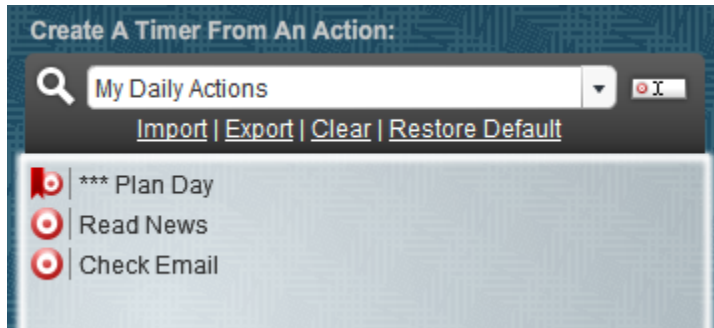 Create A Timer From An Action:
My Daily Actions
Import | Export | Clear | Restore Default
*** Plan Day
Read News
Check Email